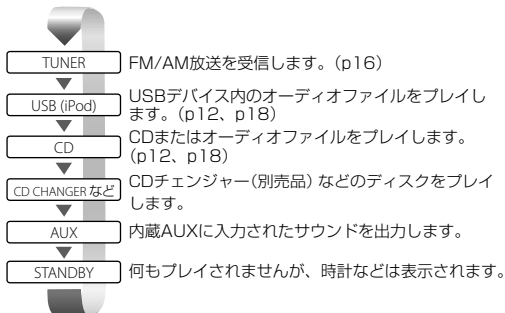 TUNER FM/AM放送を受信します。(p16)
USB (iPod) USBデバイス内のオーディオファイルをプレイし
ます。(p12、p18)
CD CDまたはオーディオファイルをプレイします。
(p12、p18)
CD CHANGER など CDチェンジャー(別売品) などのディスクをプレイ
します。
AUX 内蔵AUXに入力されたサウンドを出力します。
STANDBY 何もプレイされませんが、時計などは表示されます。